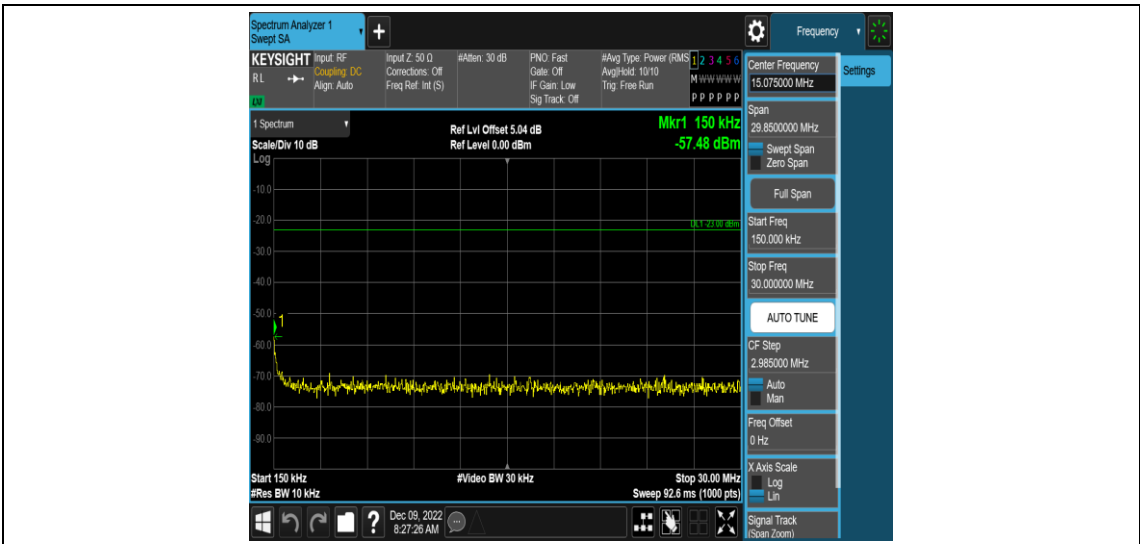 Spectrum Analyzer 1
Swept SA
+
Frequency
KEYSIGHT
RL
LXI
Input: RF
Coupling: DC
Align: Auto
Input Z: 50 Ω
Corrections: Off
Freq Ref: Int (S)
#Atten: 30 dB
PNO: Fast
Gate: Off
IF Gain: Low
Sig Track: Off
#Avg Type: Power (RMS
Avg|Hold: 10/10
Trig: Free Run
1 2 3 4 5 6
M W W W W W
P P P P P P
Center Frequency
15.075000 MHz
Settings
Span
29.8500000 MHz
Swept Span
Zero Span
Full Span
Start Freq
150.000 kHz
Stop Freq
30.000000 MHz
AUTO TUNE
CF Step
2.985000 MHz
Auto
Man
Freq Offset
0 Hz
X Axis Scale
Log
Lin
Signal Track
(Span Zoom)
1 Spectrum
Scale/Div 10 dB
Log
Ref Lvl Offset 5.04 dB
Ref Level 0.00 dBm
Mkr1 150 kHz
-57.48 dBm
-10.0
-20.0
DL1 -23.00 dBm
-30.0
-40.0
-50.0
1
-60.0
-70.0
-80.0
-90.0
Start 150 kHz
#Res BW 10 kHz
#Video BW 30 kHz
Stop 30.00 MHz
Sweep 92.6 ms (1000 pts)
?
Dec 09, 2022
8:27:26 AM